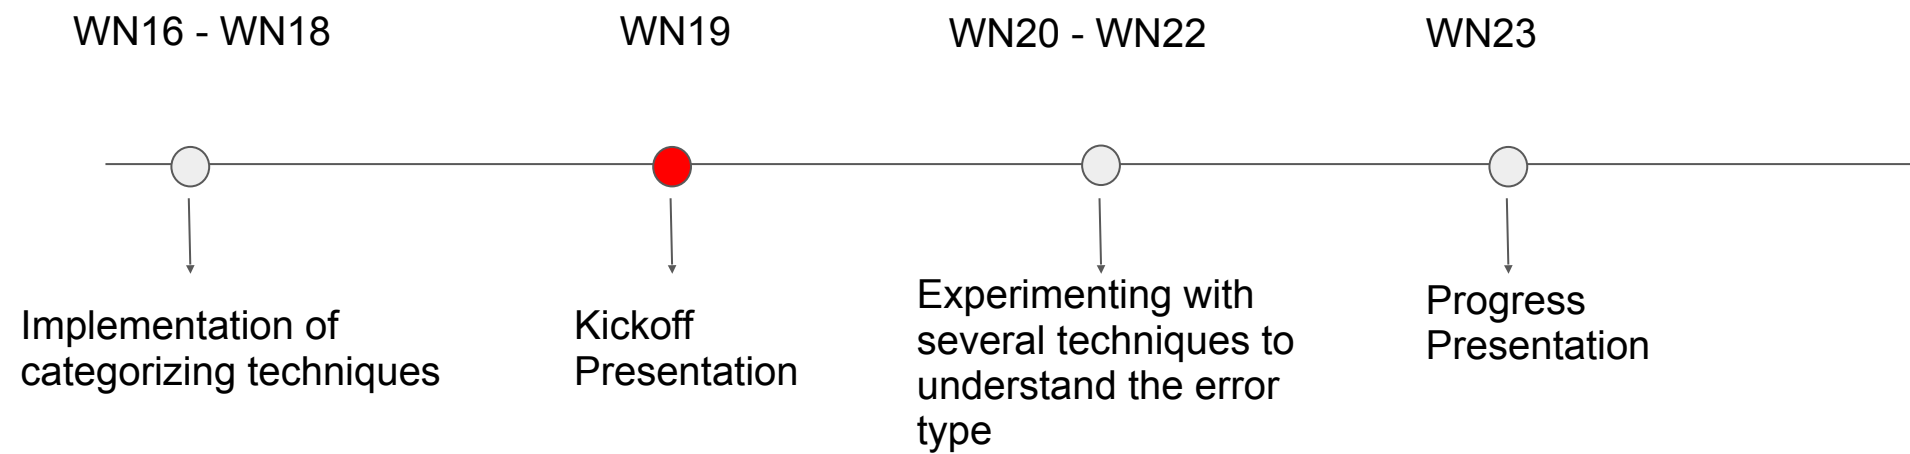 WN16 - WN18
WN19
WN20 - WN22
WN23
Implementation of
categorizing techniques
Kickoff
Presentation
Experimenting with
several techniques to
understand the error
type
Progress
Presentation